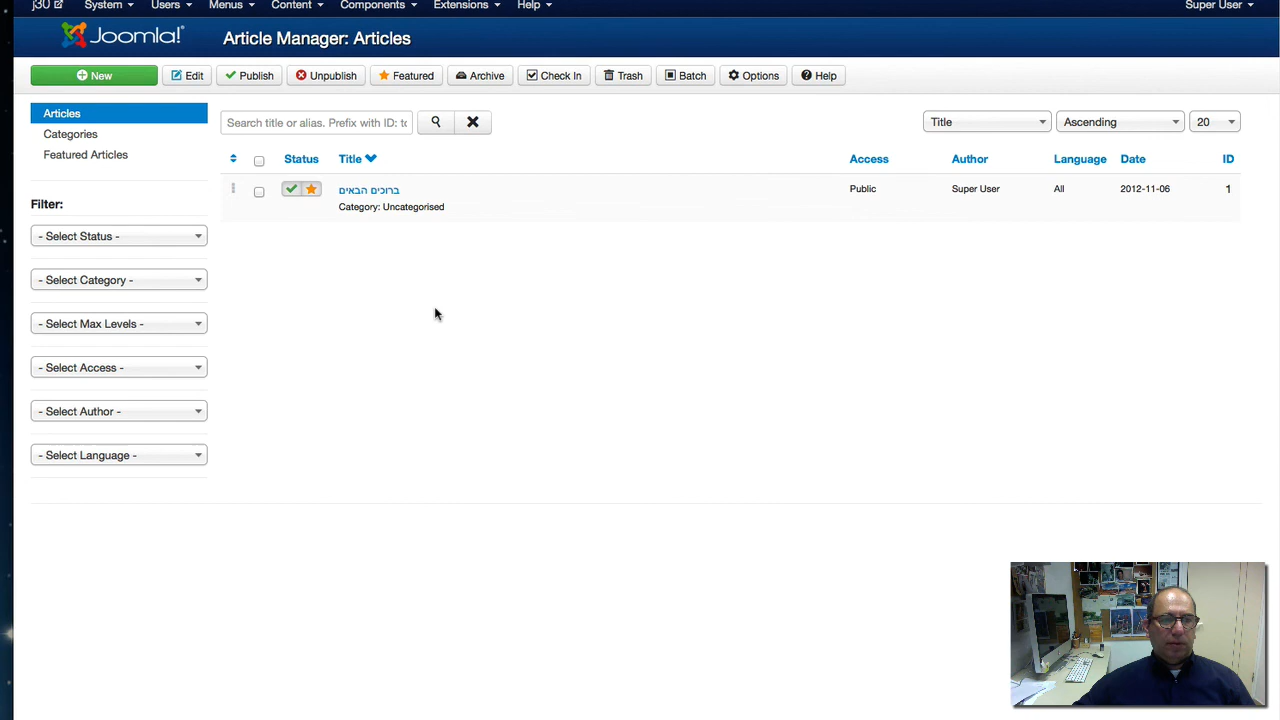 j30 System Users Menus Content Components Extensions Help Super User
Joomla!® Article Manager: Articles
New Edit Publish Unpublish Featured Archive Check In Trash Batch Options Help
Articles
Categories
Featured Articles
Filter:
- Select Status -
- Select Category -
- Select Max Levels -
- Select Access -
- Select Author -
- Select Language -
Search title or alias. Prefix with ID: Title Ascending 20
Status Title Access Author Language Date ID
ברוכים הבאים Public Super User All 2012-11-06 1
Category: Uncategorised